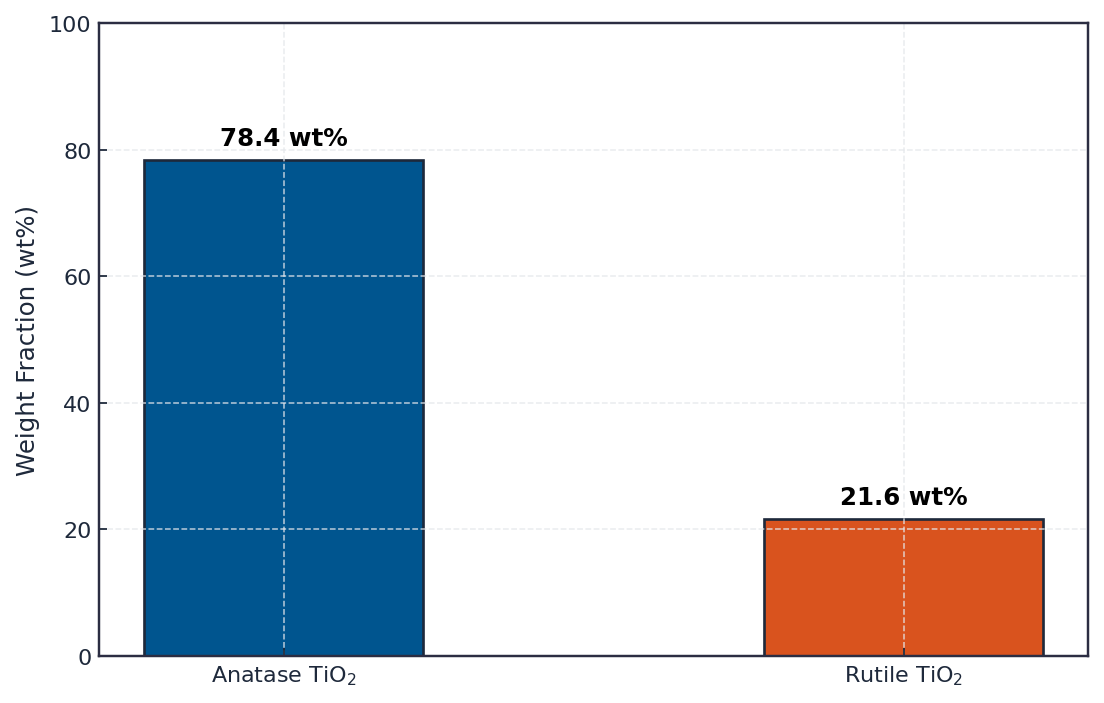 Weight Fraction (wt%)
100
80
60
40
20
0
78.4 wt%
21.6 wt%
Anatase TiO₂
Rutile TiO₂